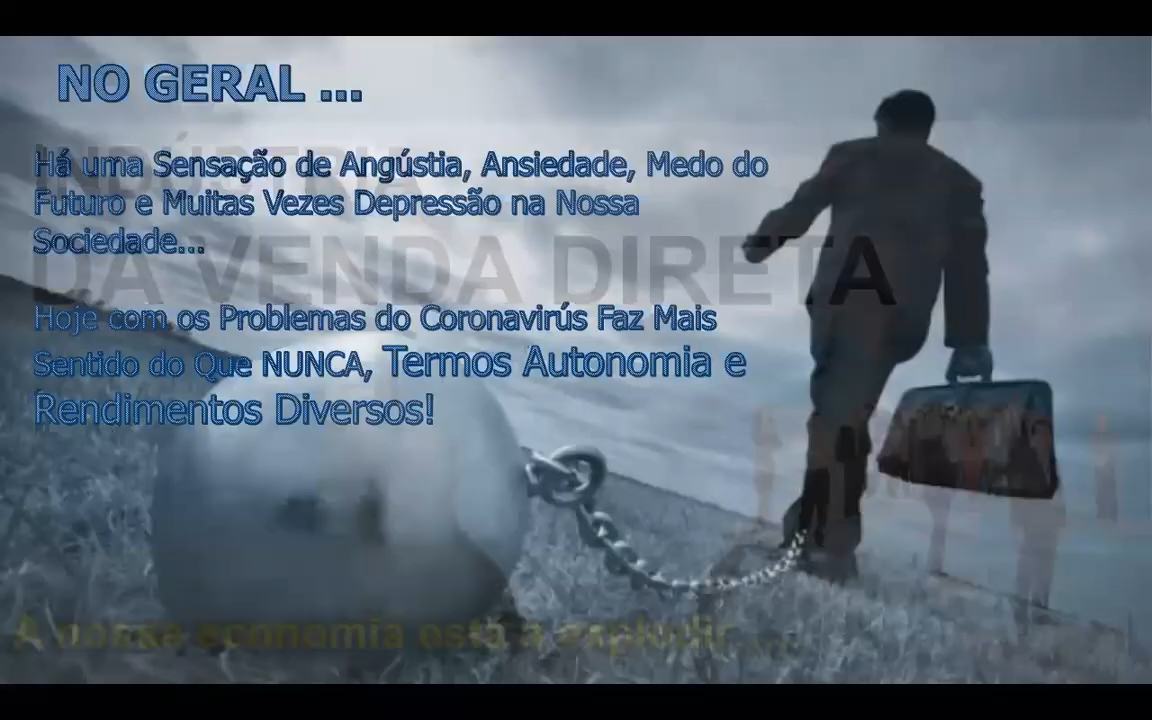 NO GERAL ...
Há uma Sensação de Angústia, Ansiedade, Medo do
Futuro e Muitas Vezes Depressão na Nossa
Sociedade...
INDÚSTRIA
DA VENDA DIRETA
Hoje com os Problemas do Coronavirús Faz Mais
Sentido do Que NUNCA, Termos Autonomia e
Rendimentos Diversos!
A nossa economia está a explodir ...